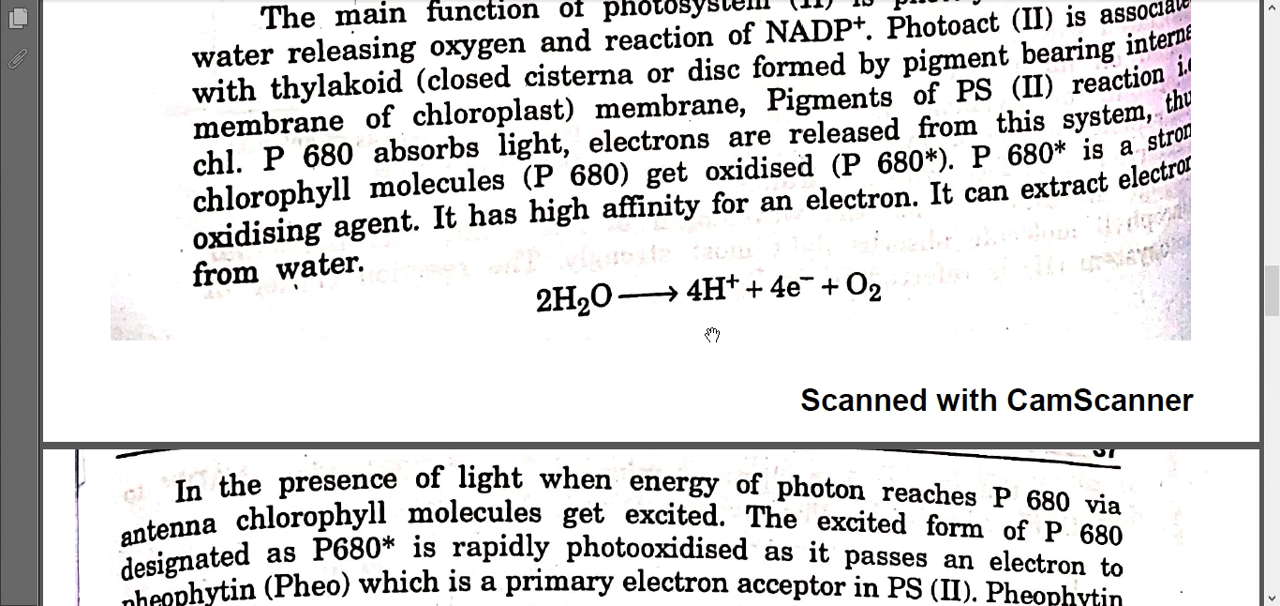 The main function of photosystem (II) is
water releasing oxygen and reaction of NADP⁺. Photoact (II) is
with thylakoid (closed cisterna or disc formed by pigment bearing
membrane of chloroplast) membrane, Pigments of PS (II) reaction
chl. P 680 absorbs light, electrons are released from this system,
chlorophyll molecules (P 680) get oxidised (P 680*). P 680* is a
oxidising agent. It has high affinity for an electron. It can extract
from water.
2H₂O ⟶ 4H⁺ + 4e⁻ + O₂
Scanned with CamScanner
In the presence of light when energy of photon reaches P 680 via
antenna chlorophyll molecules get excited. The excited form of P 680
designated as P680* is rapidly photooxidised as it passes an electron to
pheophytin (Pheo) which is a primary electron acceptor in PS (II). Pheophytin